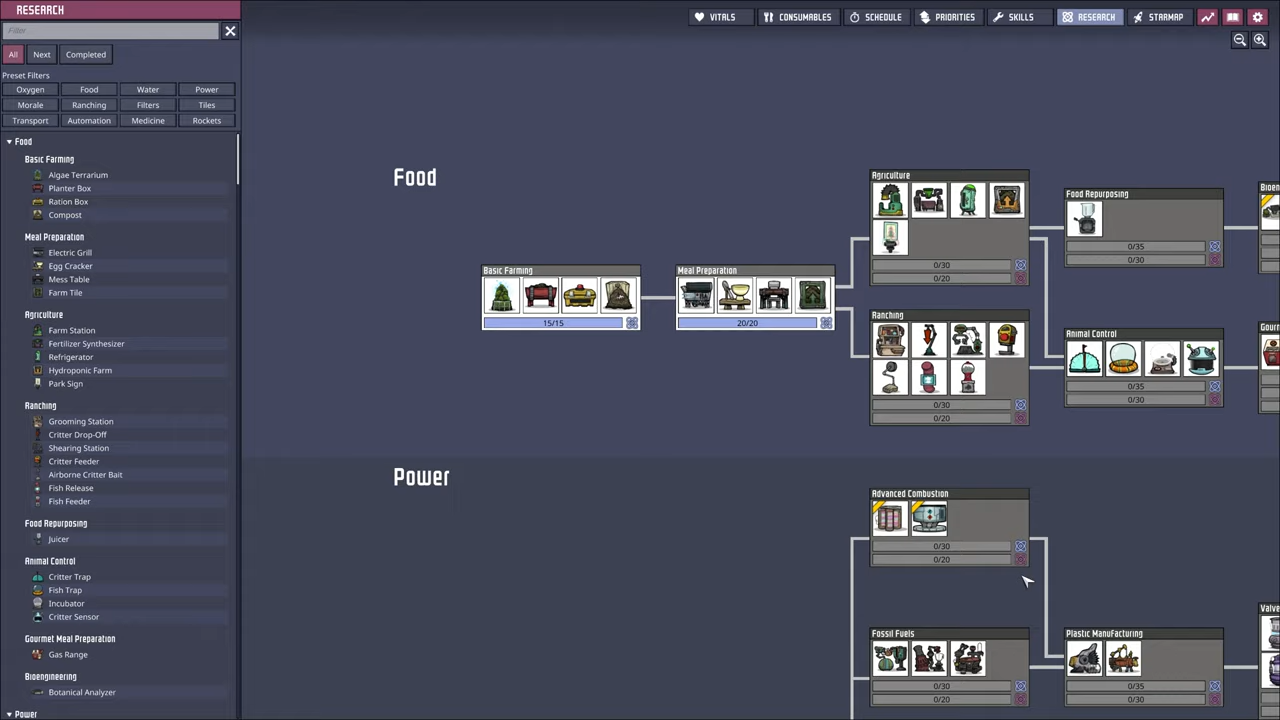 RESEARCH
VITALS
CONSUMABLES
SCHEDULE
PRIORITIES
SKILLS
RESEARCH
STARMAP
Filter...
All
Next
Completed
Preset Filters
Oxygen
Food
Water
Power
Morale
Ranching
Filters
Tiles
Transport
Automation
Medicine
Rockets
Food
Basic Farming
Algae Terrarium
Planter Box
Ration Box
Compost
Meal Preparation
Electric Grill
Egg Cracker
Mess Table
Farm Tile
Agriculture
Farm Station
Fertilizer Synthesizer
Refrigerator
Hydroponic Farm
Park Sign
Ranching
Grooming Station
Critter Drop-Off
Shearing Station
Critter Feeder
Airborne Critter Bait
Fish Release
Fish Feeder
Food Repurposing
Juicer
Animal Control
Critter Trap
Fish Trap
Incubator
Critter Sensor
Gourmet Meal Preparation
Gas Range
Bioengineering
Botanical Analyzer
Power
Food
Basic Farming
15/15
Meal Preparation
20/20
Agriculture
0/30
0/20
Ranching
0/30
0/20
Food Repurposing
0/35
0/30
Animal Control
0/35
0/30
Bioen
Gour
Power
Advanced Combustion
0/30
0/20
Fossil Fuels
0/30
0/20
Plastic Manufacturing
0/35
0/30
Valve